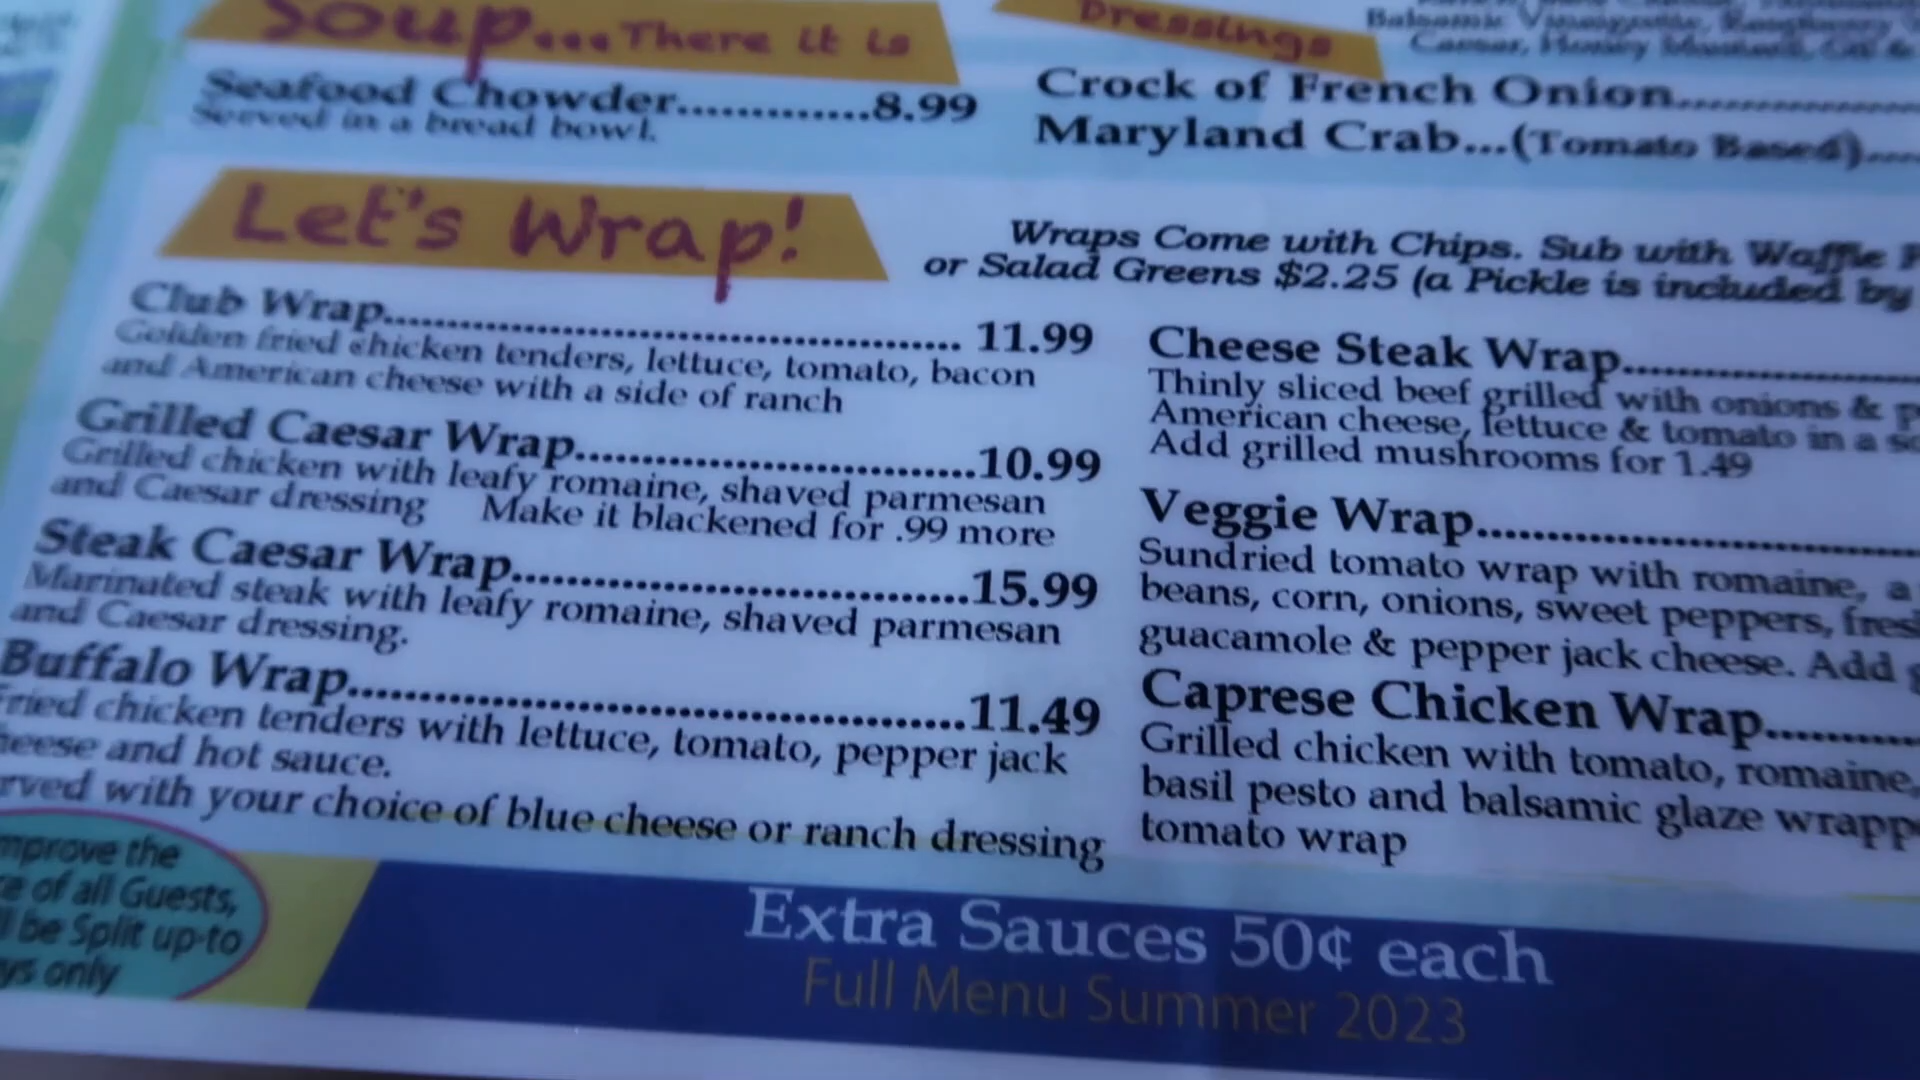 Soup...There it is
Dressings
Seafood Chowder.............8.99
Served in a bread bowl.
Crock of French Onion
Maryland Crab...(Tomato Based)
Let's Wrap!
Wraps Come with Chips. Sub with Waffle
or Salad Greens $2.25 (a Pickle is included by
Club Wrap........................................ 11.99
Golden fried chicken tenders, lettuce, tomato, bacon
and American cheese with a side of ranch
Grilled Caesar Wrap............................10.99
Grilled chicken with leafy romaine, shaved parmesan
and Caesar dressing Make it blackened for .99 more
Steak Caesar Wrap................................15.99
Marinated steak with leafy romaine, shaved parmesan
and Caesar dressing.
Buffalo Wrap...........................................11.49
Fried chicken tenders with lettuce, tomato, pepper jack
cheese and hot sauce.
rved with your choice of blue cheese or ranch dressing
Cheese Steak Wrap
Thinly sliced beef grilled with onions &
American cheese, lettuce & tomato in a
Add grilled mushrooms for 1.49
Veggie Wrap
Sundried tomato wrap with romaine, a
beans, corn, onions, sweet peppers, fresh
guacamole & pepper jack cheese. Add
Caprese Chicken Wrap
Grilled chicken with tomato, romaine,
basil pesto and balsamic glaze wrapp
tomato wrap
mprove the
ce of all Guests,
ll be Split up-to
ys only
Extra Sauces 50¢ each
Full Menu Summer 2023